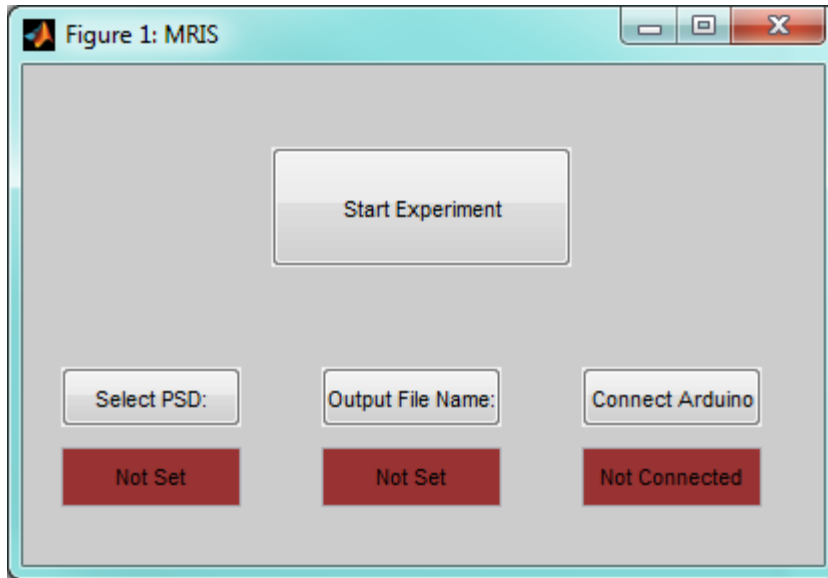 Figure 1: MRIS
Start Experiment
Select PSD:
Output File Name:
Connect Arduino
Not Set
Not Set
Not Connected